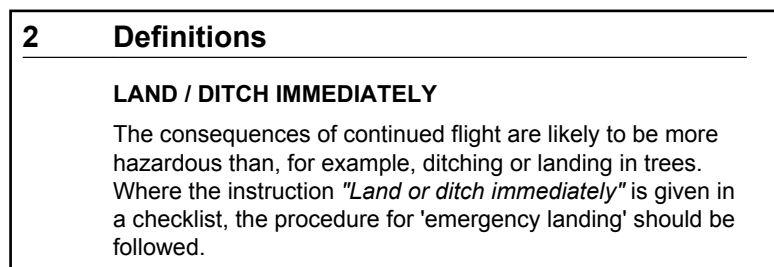 2 Definitions
LAND / DITCH IMMEDIATELY
The consequences of continued flight are likely to be more
hazardous than, for example, ditching or landing in trees.
Where the instruction "Land or ditch immediately" is given in
a checklist, the procedure for 'emergency landing' should be
followed.